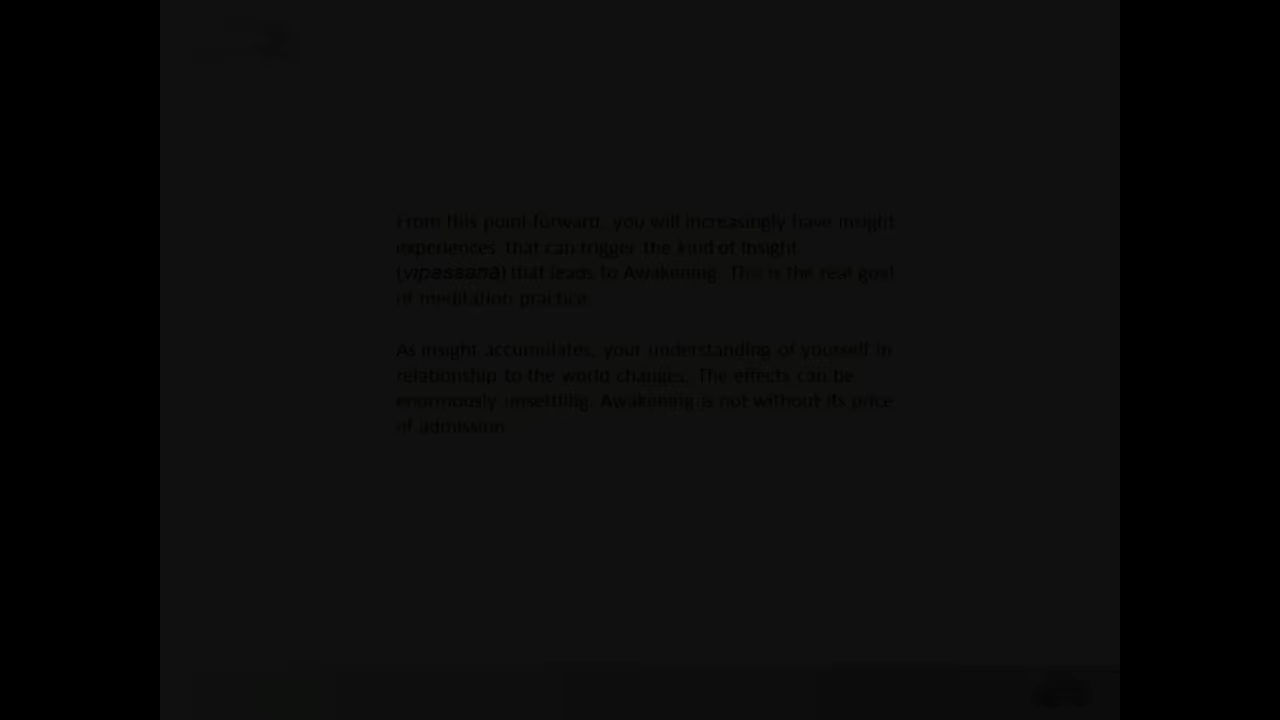 From this point forward, you will increasingly have insight
experiences that can trigger the kind of Insight
(vipassanā) that leads to Awakening. This is the real goal
of meditation practice.
As insight accumulates, your understanding of yourself in
relationship to the world changes. The effects can be
enormously unsettling. Awakening is not without its price
of admission.